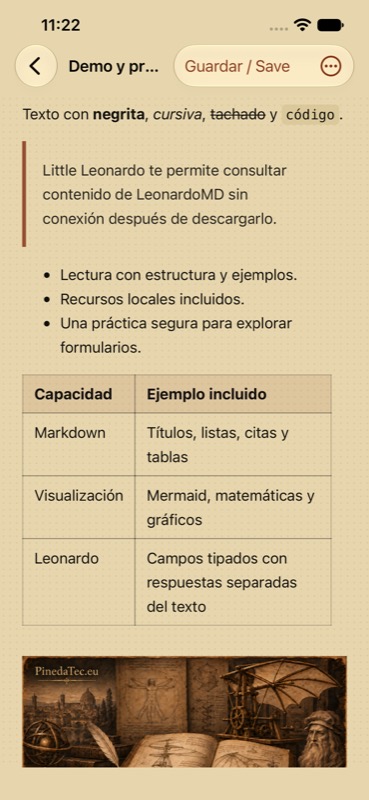 11:22
Demo y pr...
Guardar / Save
Texto con negrita, cursiva, tachado y código.
Little Leonardo te permite consultar
contenido de LeonardoMD sin
conexión después de descargarlo.
• Lectura con estructura y ejemplos.
• Recursos locales incluidos.
• Una práctica segura para explorar
formularios.
Capacidad Ejemplo incluido
Markdown Títulos, listas, citas y
tablas
Visualización Mermaid, matemáticas y
gráficos
Leonardo Campos tipados con
respuestas separadas
del texto
PinedaTec.eu